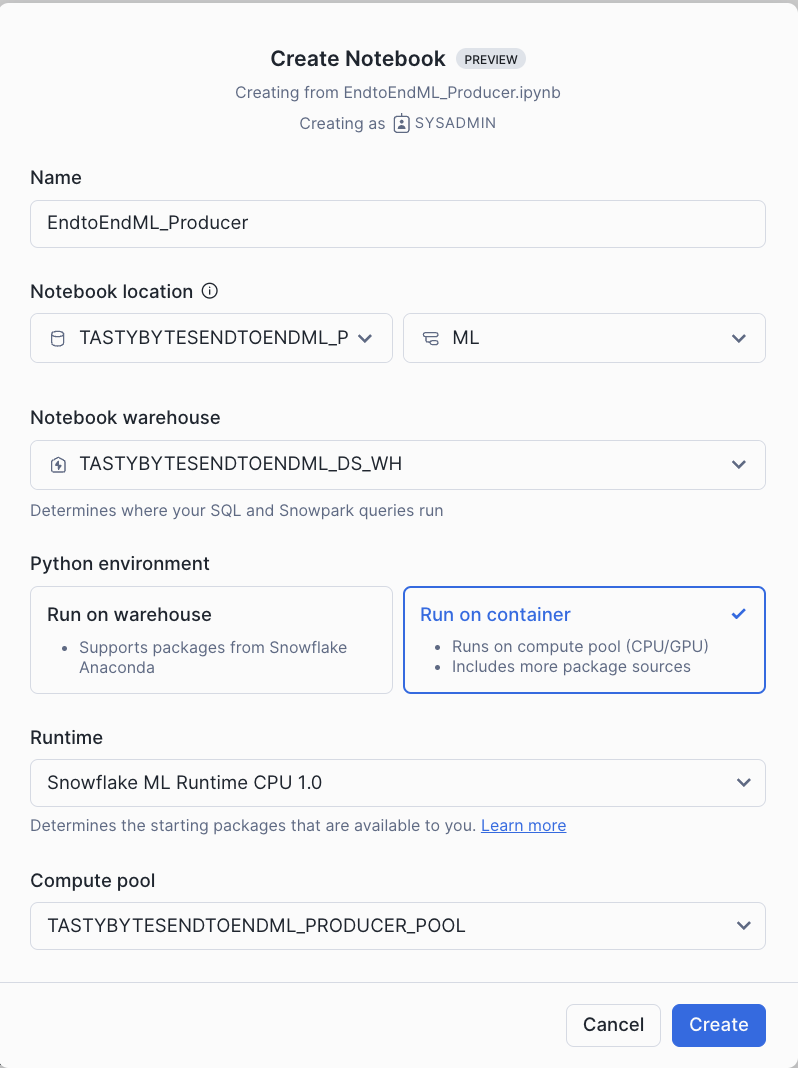 Create Notebook PREVIEW
Creating from EndtoEndML_Producer.ipynb
Creating as SYSADMIN
Name
EndtoEndML_Producer
Notebook location
TASTYBYTESENDTOENDML_P ML
Notebook warehouse
TASTYBYTESENDTOENDML_DS_WH
Determines where your SQL and Snowpark queries run
Python environment
Run on warehouse
• Supports packages from Snowflake
Anaconda
Run on container
• Runs on compute pool (CPU/GPU)
• Includes more package sources
Runtime
Snowflake ML Runtime CPU 1.0
Determines the starting packages that are available to you. Learn more
Compute pool
TASTYBYTESENDTOENDML_PRODUCER_POOL
Cancel Create